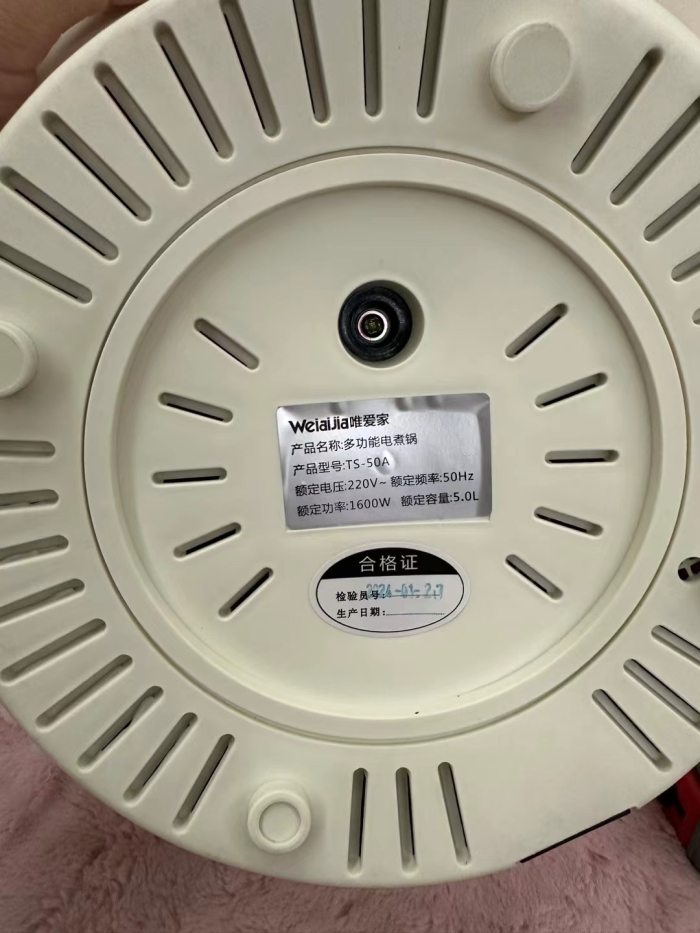 Weiaijia唯爱家
产品名称:多功能电煮锅
产品型号:TS-50A
额定电压:220V~ 额定频率:50Hz
额定功率:1600W 额定容量:5.0L
合格证
检验员号: 2024-01-27
生产日期: